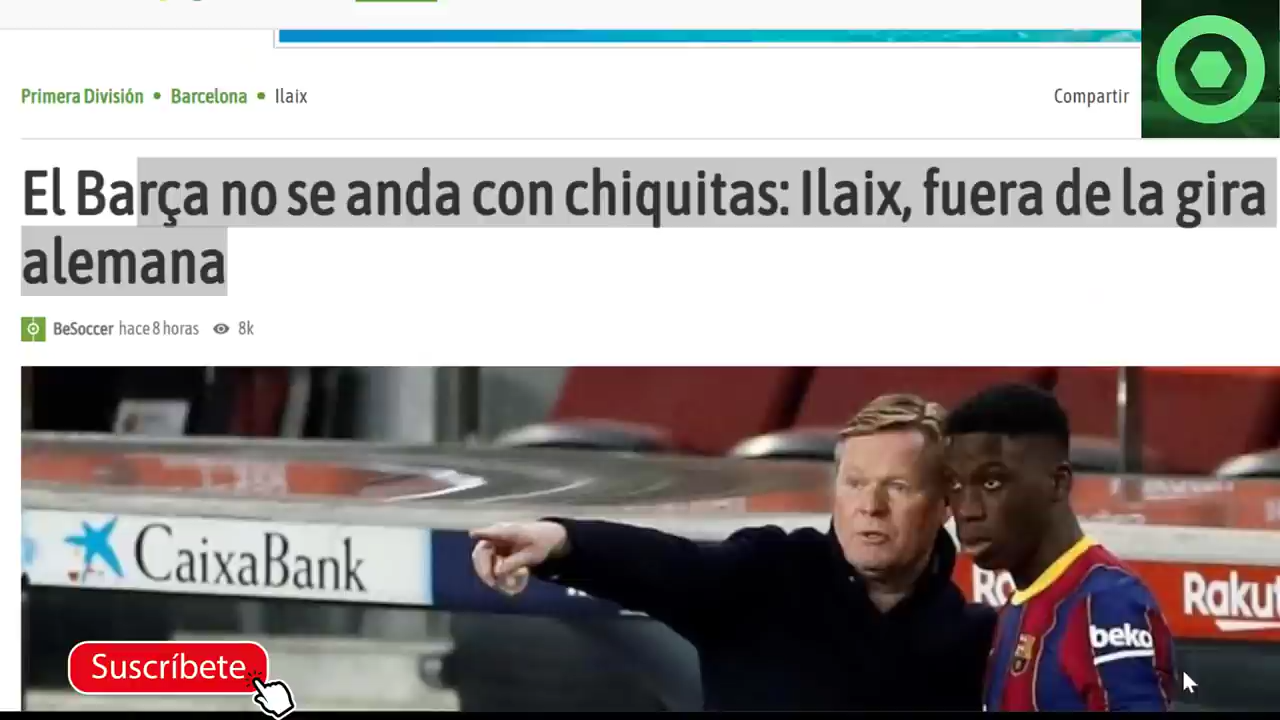 Primera División • Barcelona • Ilaix
Compartir
El Barça no se anda con chiquitas: Ilaix, fuera de la gira
alemana
BeSoccer hace 8 horas 8k
CaixaBank
Rakut
beko
Suscríbete